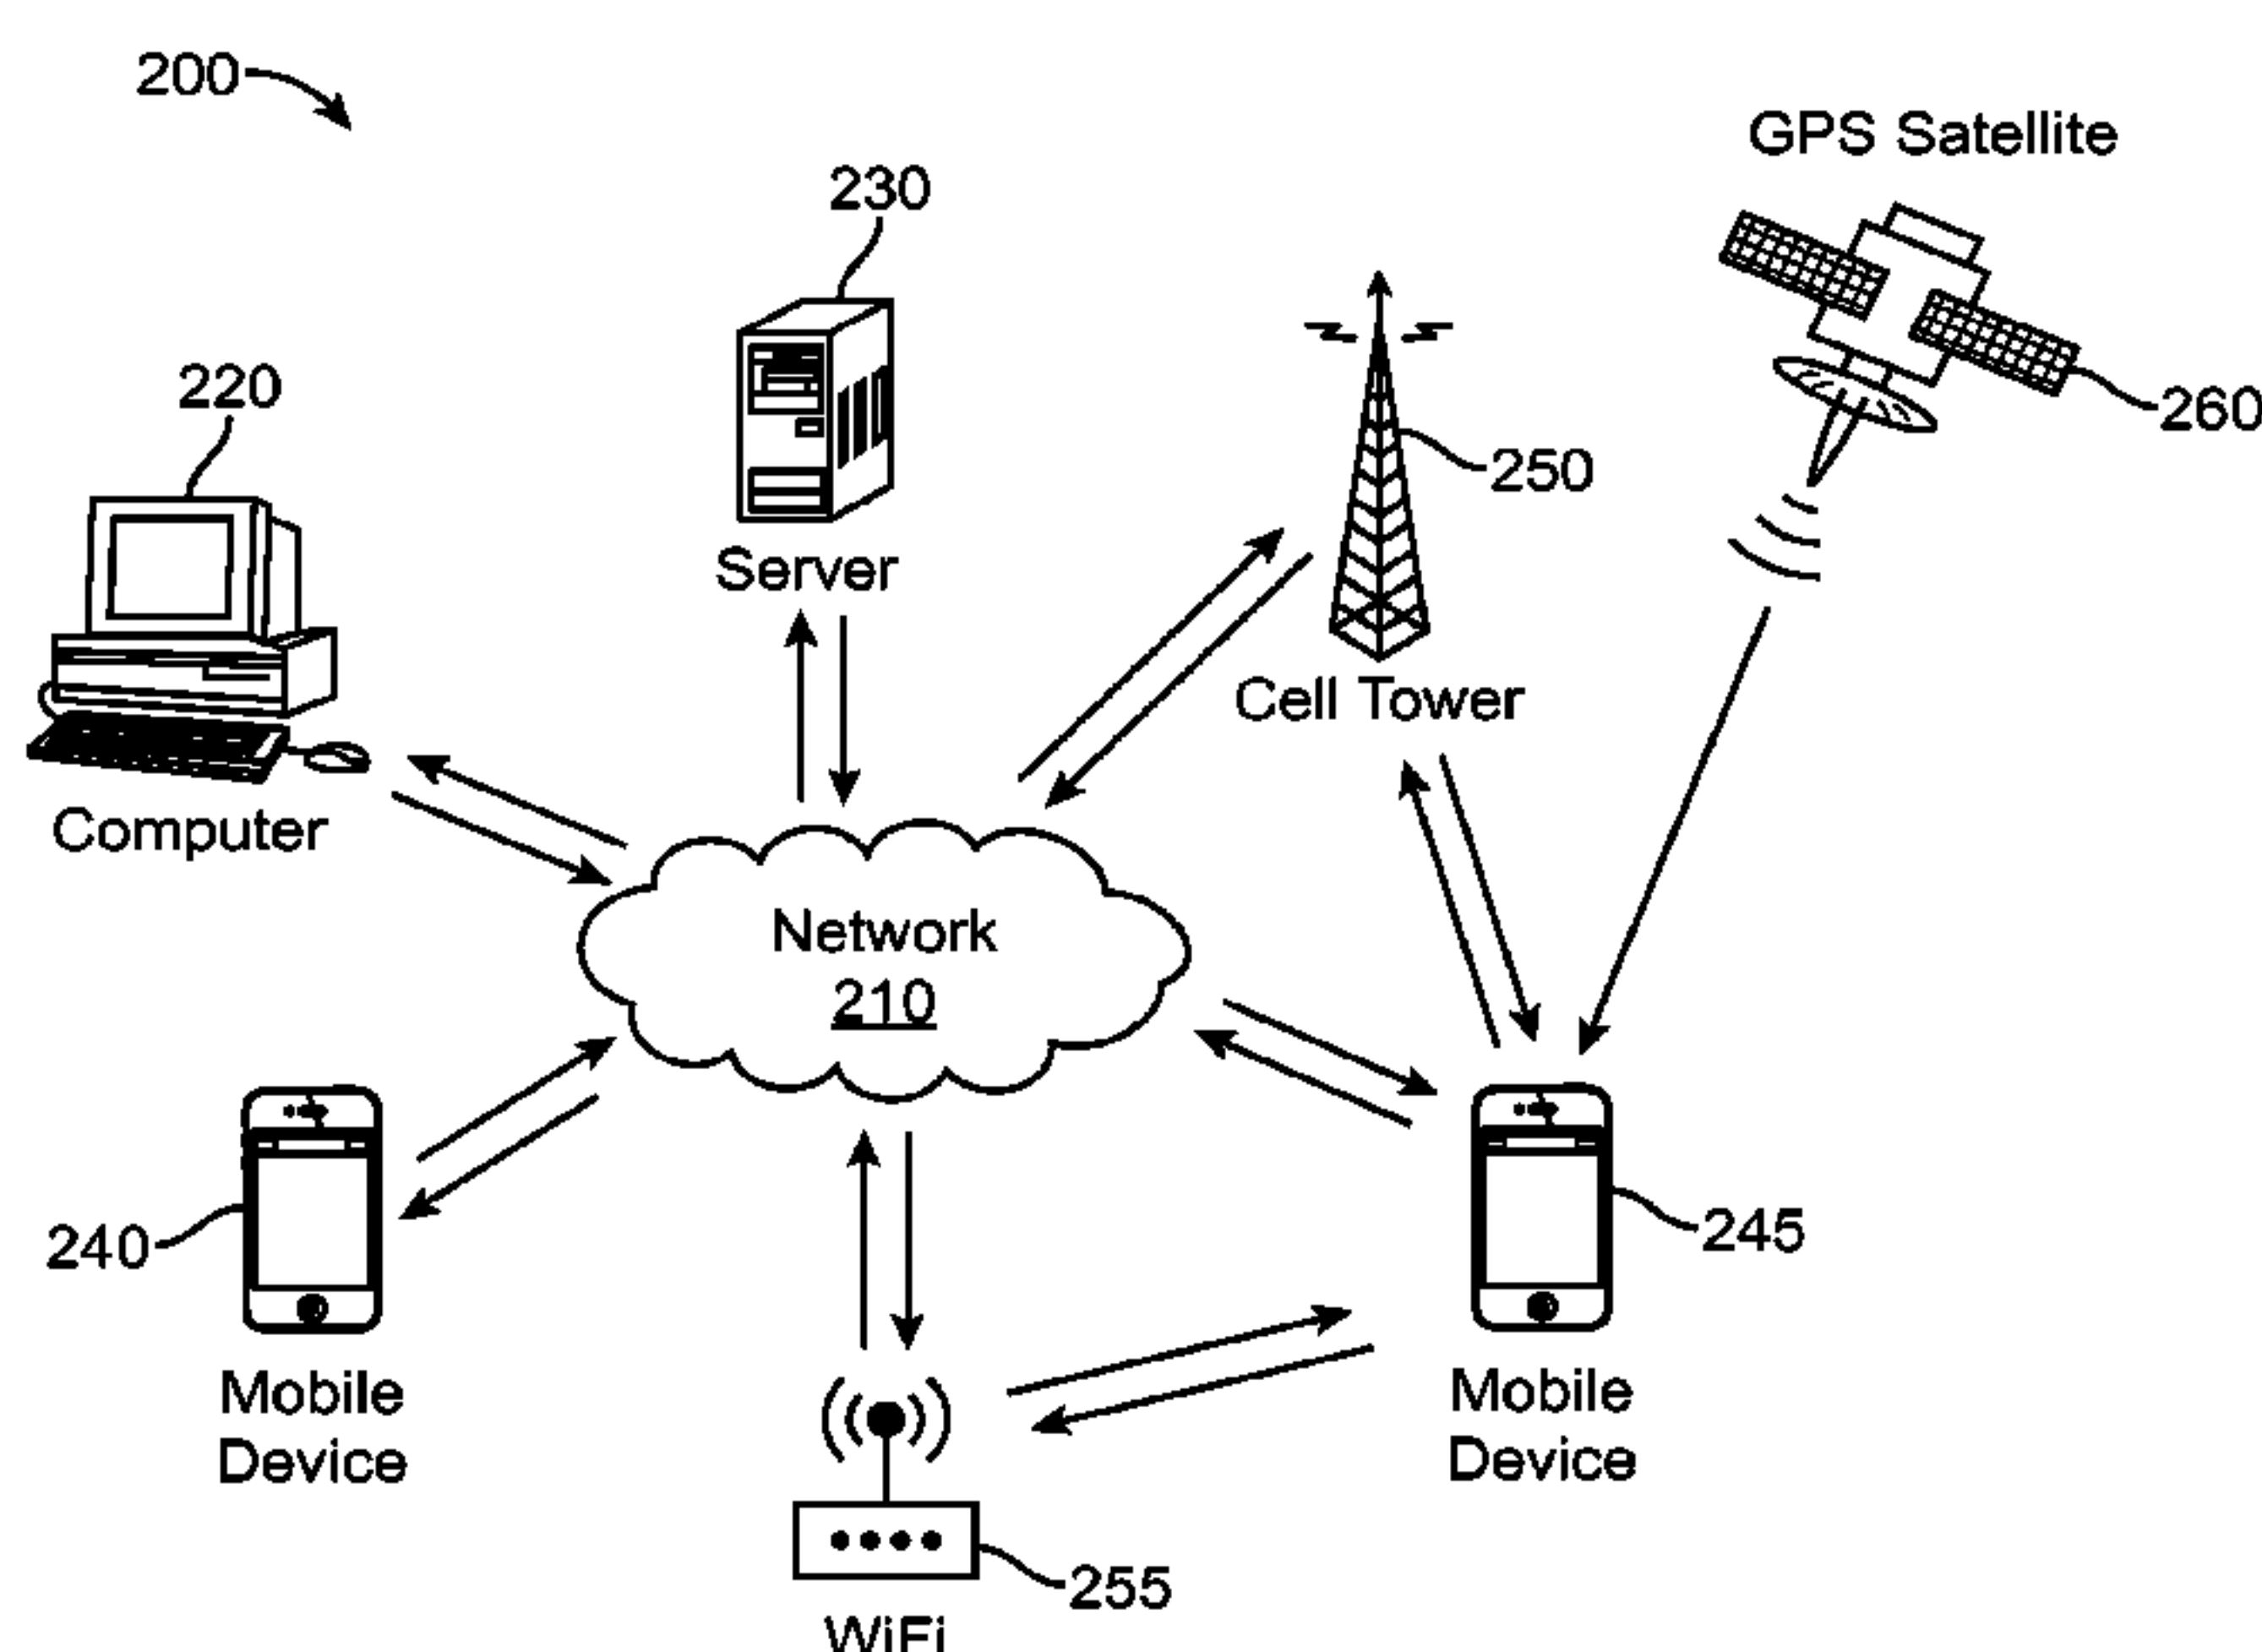 200
GPS Satellite
230
220
260
250
Server
Cell Tower
Computer
Network
210
240
245
Mobile
Device
Mobile
Device
255
WiFi